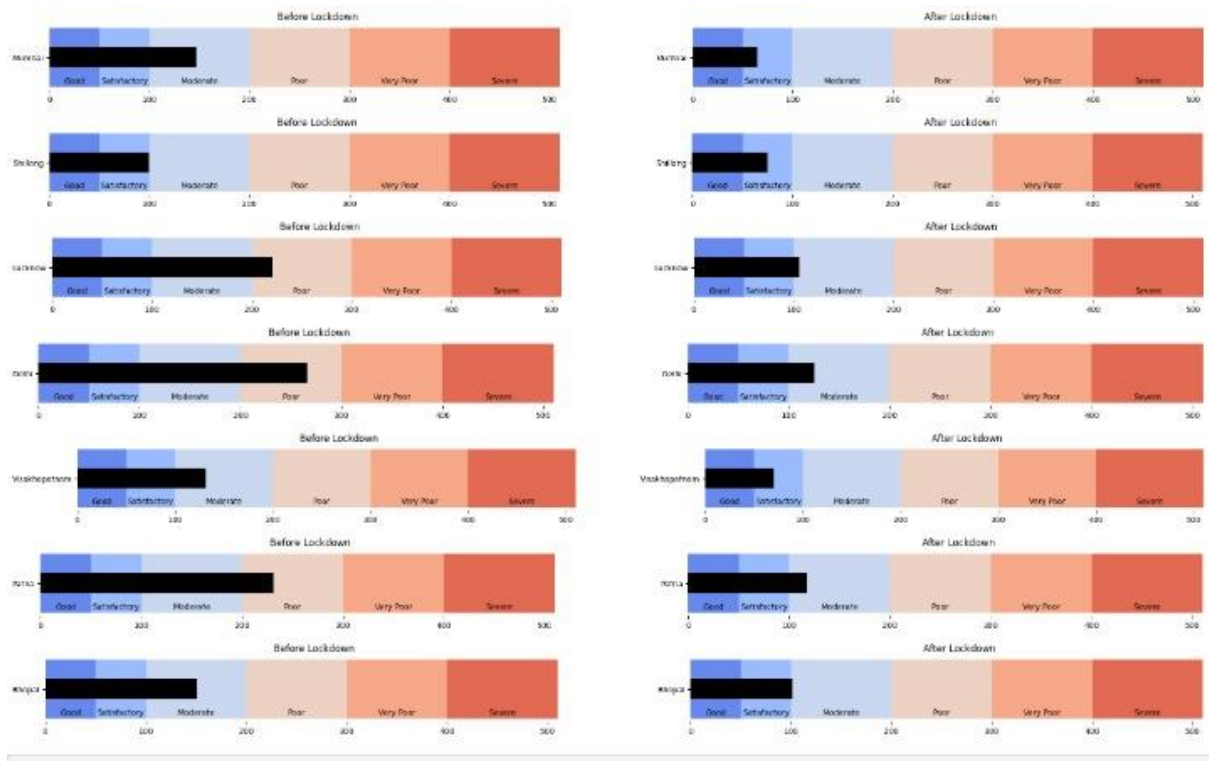 Before Lockdown After Lockdown
Mumbai Good Satisfactory Moderate Poor Very Poor Severe Mumbai Good Satisfactory Moderate Poor Very Poor Severe
0 100 200 300 400 500 0 100 200 300 400 500
Before Lockdown After Lockdown
Shillong Good Satisfactory Moderate Poor Very Poor Severe Shillong Good Satisfactory Moderate Poor Very Poor Severe
0 100 200 300 400 500 0 100 200 300 400 500
Before Lockdown After Lockdown
Lucknow Good Satisfactory Moderate Poor Very Poor Severe Lucknow Good Satisfactory Moderate Poor Very Poor Severe
0 100 200 300 400 500 0 100 200 300 400 500
Before Lockdown After Lockdown
Delhi Good Satisfactory Moderate Poor Very Poor Severe Delhi Good Satisfactory Moderate Poor Very Poor Severe
0 100 200 300 400 500 0 100 200 300 400 500
Before Lockdown After Lockdown
Visakhapatnam Good Satisfactory Moderate Poor Very Poor Severe Visakhapatnam Good Satisfactory Moderate Poor Very Poor Severe
0 100 200 300 400 500 0 100 200 300 400 500
Before Lockdown After Lockdown
Patna Good Satisfactory Moderate Poor Very Poor Severe Patna Good Satisfactory Moderate Poor Very Poor Severe
0 100 200 300 400 500 0 100 200 300 400 500
Before Lockdown After Lockdown
Bhopal Good Satisfactory Moderate Poor Very Poor Severe Bhopal Good Satisfactory Moderate Poor Very Poor Severe
0 100 200 300 400 500 0 100 200 300 400 500